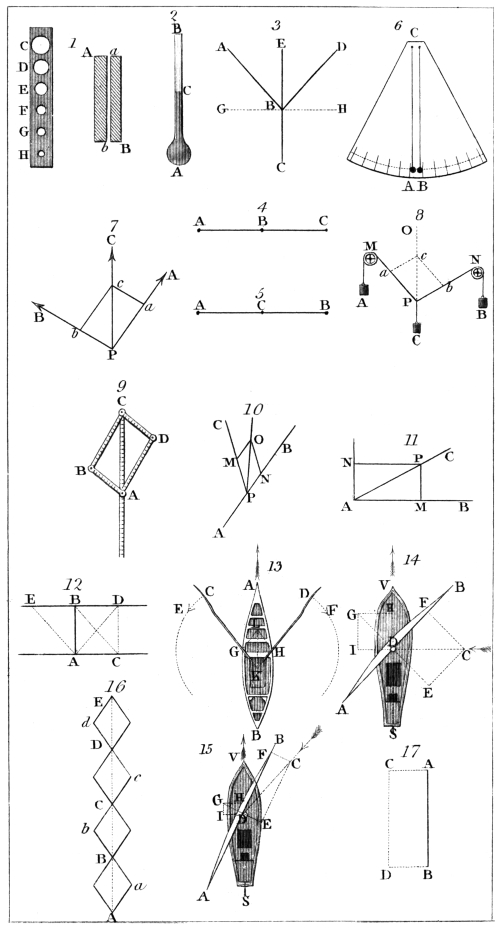 1
C
D
E
F
G
H
A a
b B
2
B
C
A
3
A E D
G B H
C
6
C
A B
7
C
A
c
a
B
b
P
4
A B C
5
A C B
8
O
M
c
N
a
b
P
A
B
C
9
C
D
B
A
10
C
O
B
M
N
P
A
11
N P C
A M B
12
E B D
A C
13
A
C D
E F
G H
K
B
14
V
B
G H F
D
I C
E
A
S
15
B
V F
C
G H
I D E
A
S
16
E
d
D
c
C
b
B
a
A
17
C A
D B